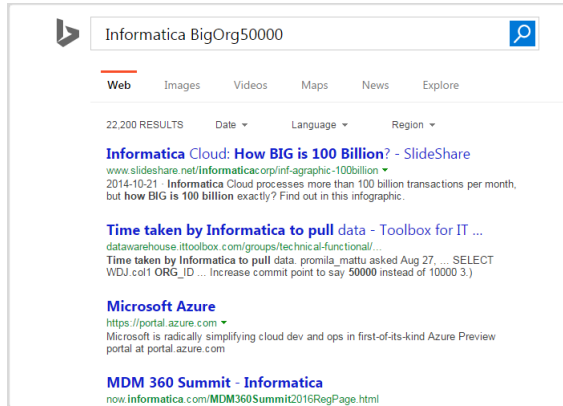 Informatica BigOrg50000
Web Images Videos Maps News Explore
22,200 RESULTS Date Language Region
Informatica Cloud: How BIG is 100 Billion? - SlideShare
www.slideshare.net/informaticacorp/inf-agraphic-100billion
2014-10-21 · Informatica Cloud processes more than 100 billion transactions per month,
but how BIG is 100 billion exactly? Find out in this infographic.
Time taken by Informatica to pull data - Toolbox for IT ...
datawarehouse.ittoolbox.com/groups/technical-functional/...
Time taken by Informatica to pull data. promila_mattu asked Aug 27, ... SELECT
WDJ.col1 ORG_ID ... Increase commit point to say 50000 instead of 10000 3.)
Microsoft Azure
https://portal.azure.com
Microsoft is radically simplifying cloud dev and ops in first-of-its-kind Azure Preview
portal at portal.azure.com
MDM 360 Summit - Informatica
now.informatica.com/MDM360Summit2016RegPage.html